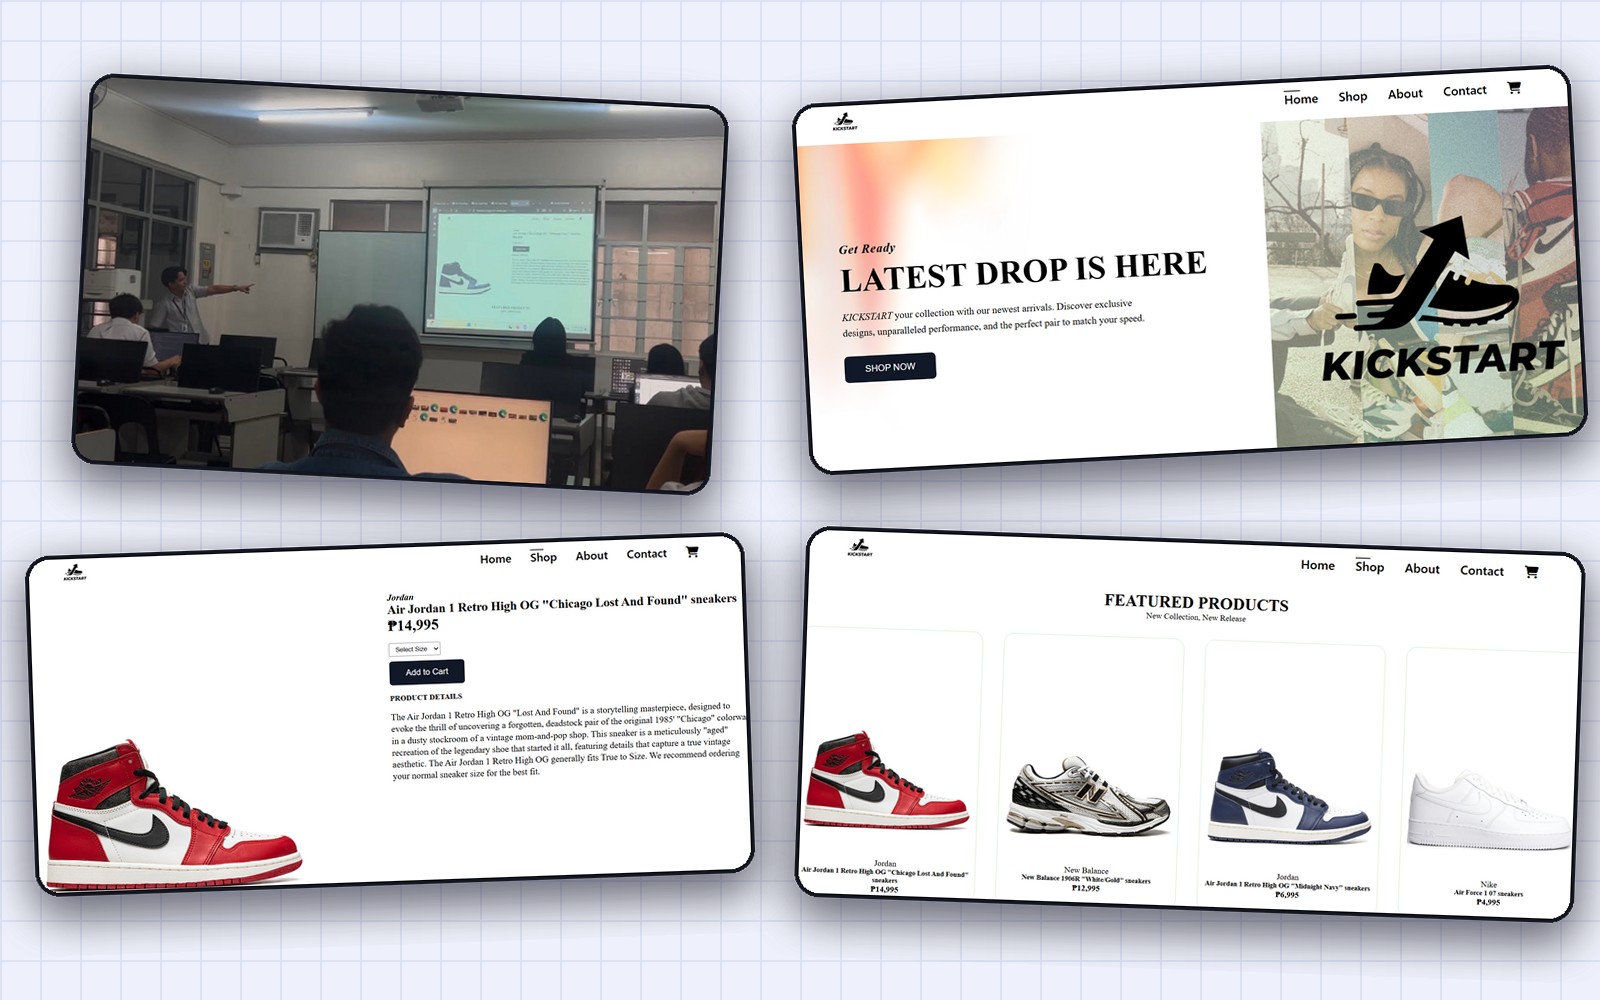 KICKSTART
Home Shop About Contact
Get Ready
LATEST DROP IS HERE
KICKSTART your collection with our newest arrivals. Discover exclusive
designs, unparalleled performance, and the perfect pair to match your speed.
SHOP NOW
KICKSTART
KICKSTART
Home Shop About Contact
Jordan
Air Jordan 1 Retro High OG "Chicago Lost And Found" sneakers
₱14,995
Select Size
Add to Cart
PRODUCT DETAILS
The Air Jordan 1 Retro High OG "Lost And Found" is a storytelling masterpiece, designed to
evoke the thrill of uncovering a forgotten, deadstock pair of the original 1985' "Chicago" colorwa
in a dusty stockroom of a vintage mom-and-pop shop. This sneaker is a meticulously "aged"
recreation of the legendary shoe that started it all, featuring details that capture a true vintage
aesthetic. The Air Jordan 1 Retro High OG generally fits True to Size. We recommend ordering
your normal sneaker size for the best fit.
KICKSTART
Home Shop About Contact
FEATURED PRODUCTS
New Collection, New Release
Jordan
Air Jordan 1 Retro High OG "Chicago Lost And Found"
sneakers
₱14,995
New Balance
New Balance 1906R "White/Gold" sneakers
₱12,995
Jordan
Air Jordan 1 Retro High OG "Midnight Navy" sneakers
₱6,995
Nike
Air Force 1 07 sneakers
₱4,995